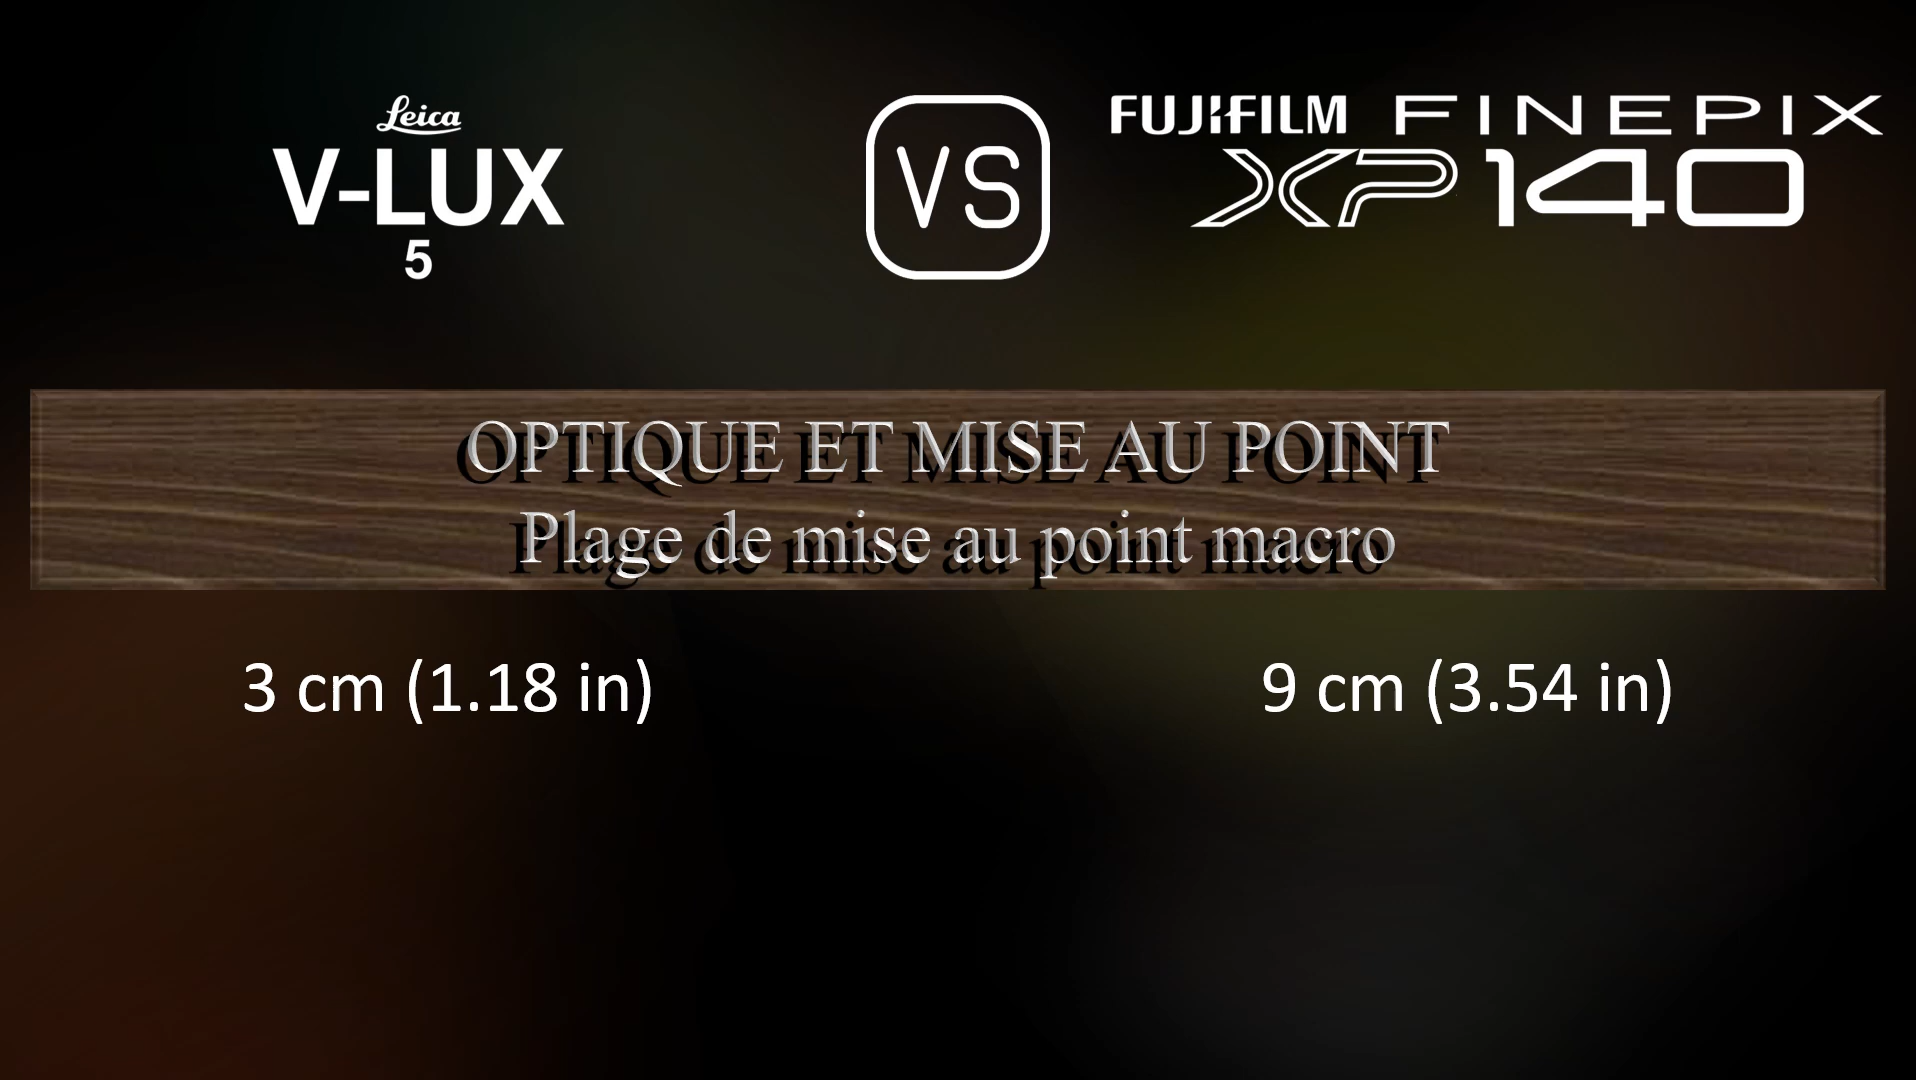 Leica
V-LUX
5
VS
FUJIFILM FINEPIX
XP140
OPTIQUE ET MISE AU POINT
Plage de mise au point macro
3 cm (1.18 in)
9 cm (3.54 in)